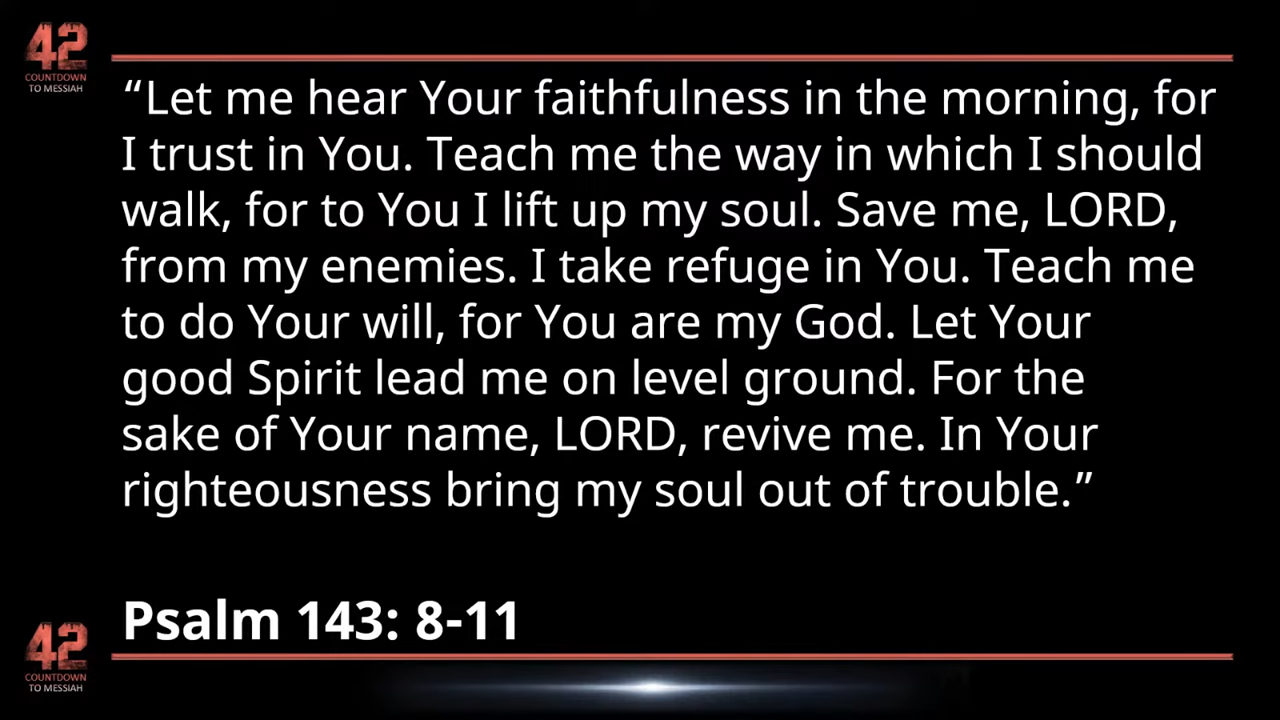 42
COUNTDOWN
TO MESSIAH
“Let me hear Your faithfulness in the morning, for
I trust in You. Teach me the way in which I should
walk, for to You I lift up my soul. Save me, LORD,
from my enemies. I take refuge in You. Teach me
to do Your will, for You are my God. Let Your
good Spirit lead me on level ground. For the
sake of Your name, LORD, revive me. In Your
righteousness bring my soul out of trouble.”
Psalm 143: 8-11
42
COUNTDOWN
TO MESSIAH